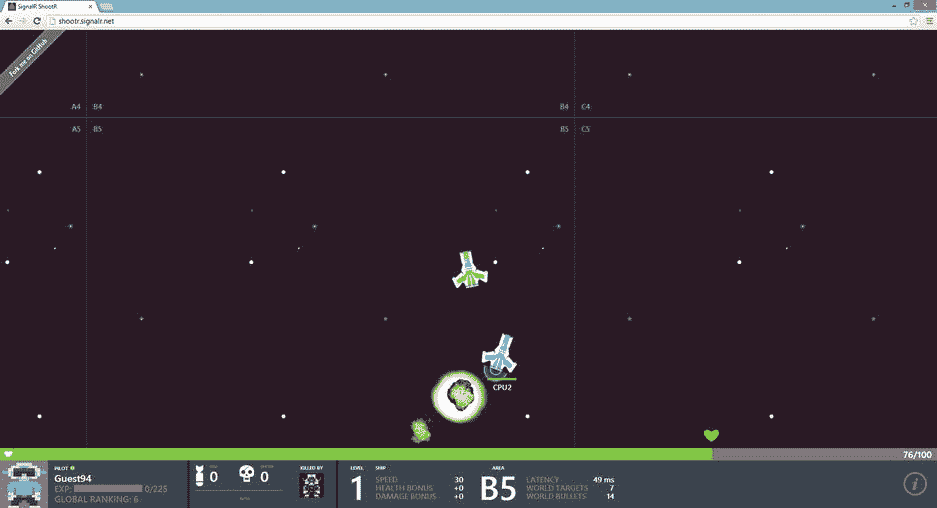 SignalR ShootR
shootr.signalr.net
Fork me on GitHub
A4 B4 B4 C4
A5 B5 B5 C5
CPU2
76/100
PILOT
Guest94
EXP: 0/225
GLOBAL RANKING: 6
0
0
KILLED BY
LEVEL
1
SHIP
SPEED 30
HEALTH BONUS +0
DAMAGE BONUS +0
AREA
B5
LATENCY 49 ms
WORLD TARGETS 7
WORLD BULLETS 14
i